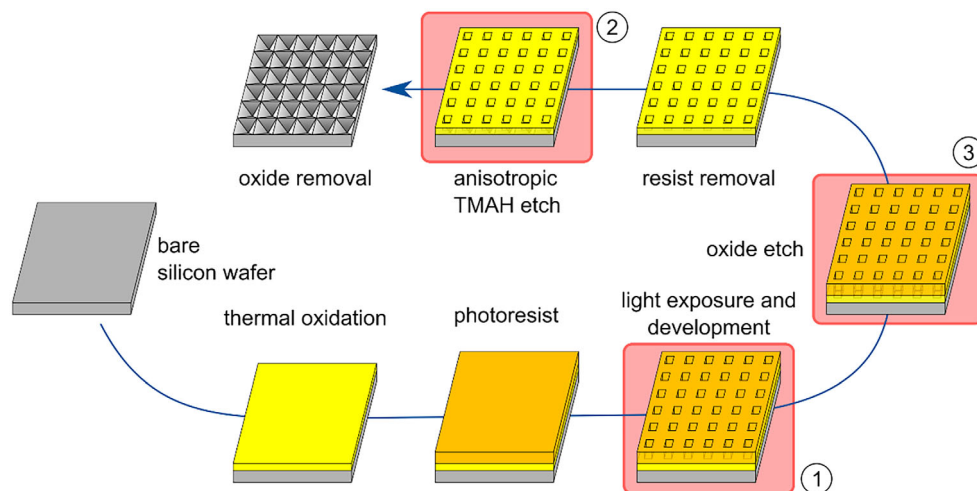 2
3
oxide removal
anisotropic
TMAH etch
resist removal
bare
silicon wafer
oxide etch
thermal oxidation
photoresist
light exposure and
development
1